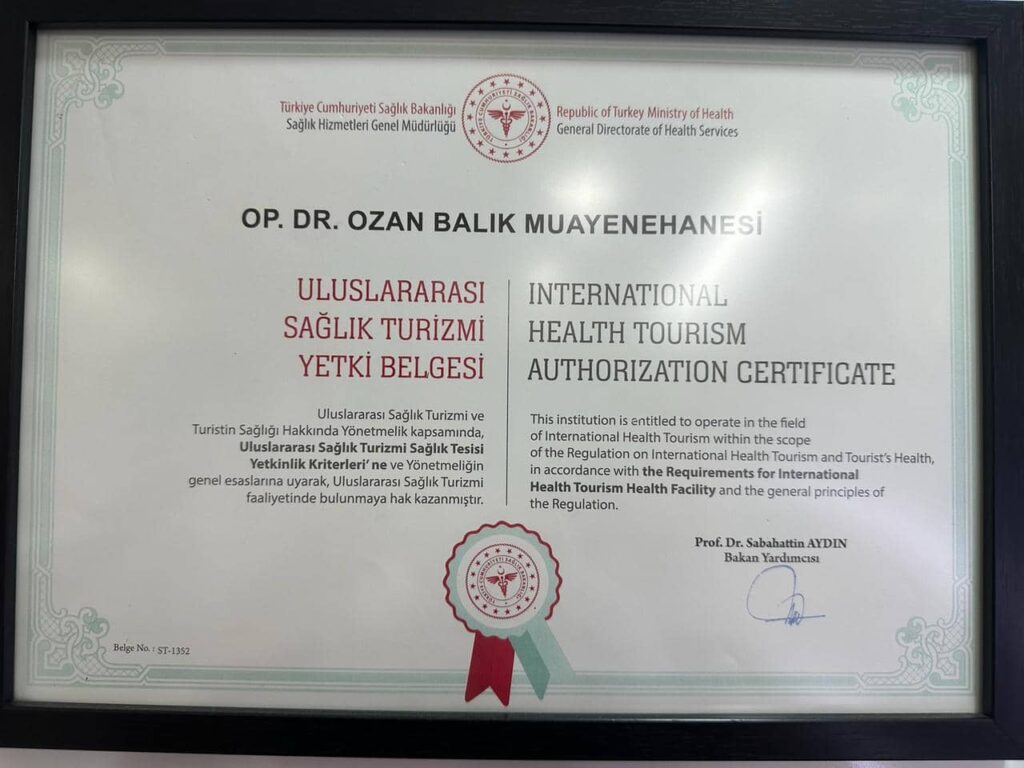 Türkiye Cumhuriyeti Sağlık Bakanlığı
Sağlık Hizmetleri Genel Müdürlüğü
Republic of Turkey Ministry of Health
General Directorate of Health Services
OP. DR. OZAN BALIK MUAYENEHANESİ
ULUSLARARASI
SAĞLIK TURİZMİ
YETKİ BELGESİ
Uluslararası Sağlık Turizmi ve
Turistin Sağlığı Hakkında Yönetmelik kapsamında,
Uluslararası Sağlık Turizmi Sağlık Tesisi
Yetkinlik Kriterleri' ne ve Yönetmeliğin
genel esaslarına uyarak, Uluslararası Sağlık Turizmi
faaliyetinde bulunmaya hak kazanmıştır.
INTERNATIONAL
HEALTH TOURISM
AUTHORIZATION CERTIFICATE
This institution is entitled to operate in the field
of International Health Tourism within the scope
of the Regulation on International Health Tourism and Tourist's Health,
in accordance with the Requirements for International
Health Tourism Health Facility and the general principles of
the Regulation.
Prof. Dr. Sabahattin AYDIN
Bakan Yardımcısı
TÜRKİYE CUMHURİYETİ SAĞLIK BAKANLIĞI
Belge No. : ST-1352